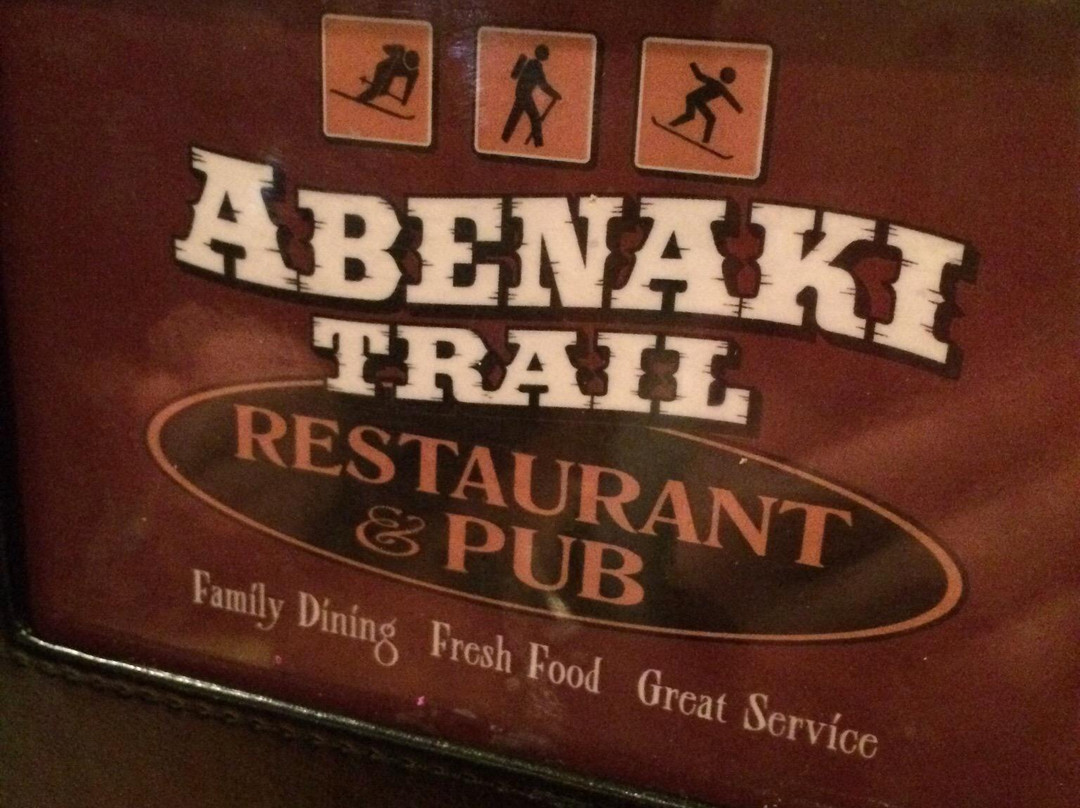 ABENAKI
TRAIL
RESTAURANT
& PUB
Family Dining Fresh Food Great Service